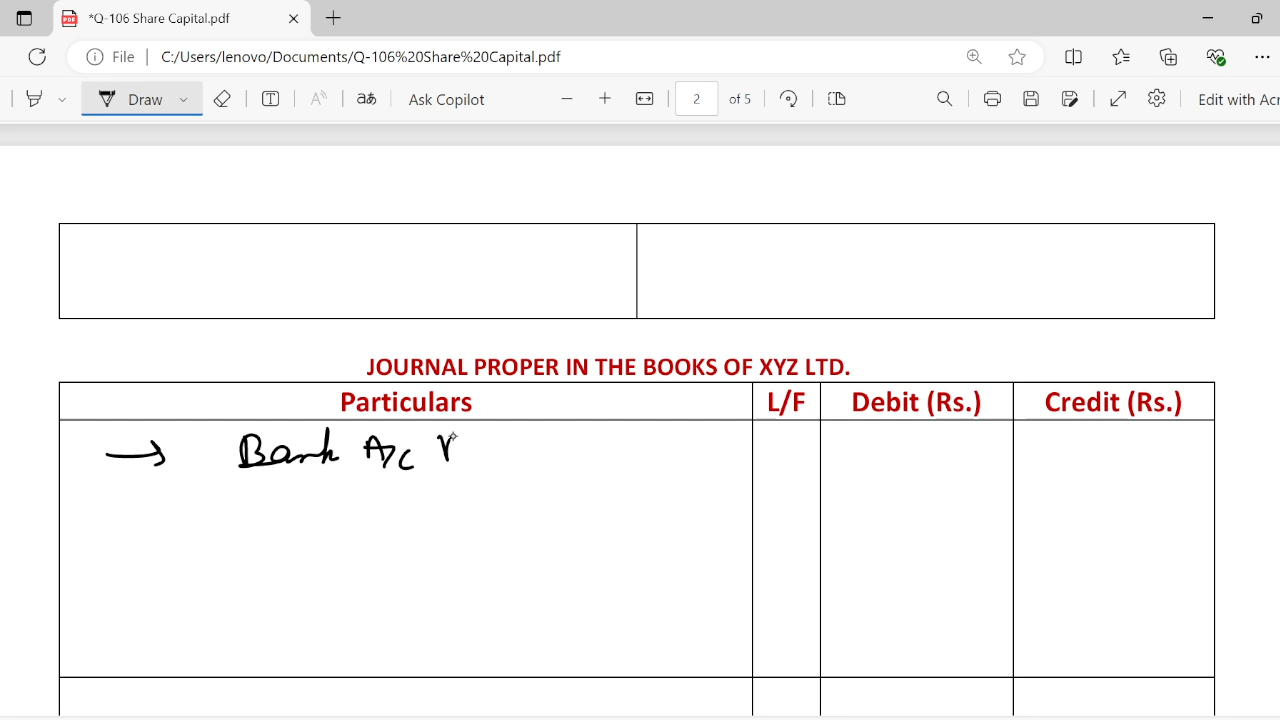 *Q-106 Share Capital.pdf
File C:/Users/lenovo/Documents/Q-106%20Share%20Capital.pdf
Draw Ask Copilot 2 of 5 Edit with Acr
JOURNAL PROPER IN THE BOOKS OF XYZ LTD.
Particulars L/F Debit (Rs.) Credit (Rs.)
→ Bank A/c